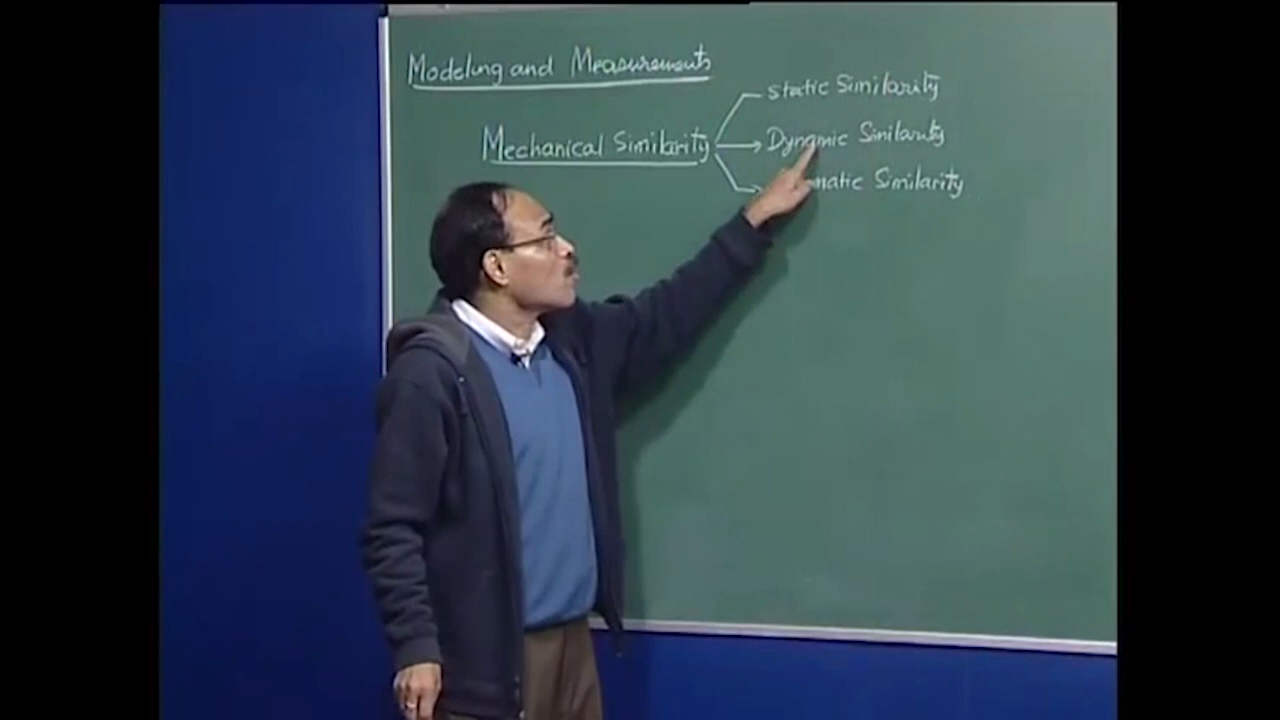 Modeling and Measurements
Static Similarity
Mechanical Similarity
Dynamic Similarity
Similarity